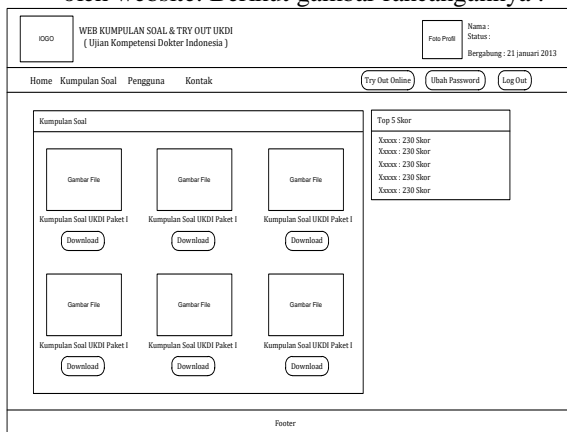 oleh website. Berikut gambar rancangannya :
lOGO
WEB KUMPULAN SOAL & TRY OUT UKDI
( Ujian Kompetensi Dokter Indonesia )
Foto Profil
Nama :
Status :
Bergabung : 21 januari 2013
Home Kumpulan Soal Pengguna Kontak
Try Out Online Ubah Password Log Out
Kumpulan Soal
Gambar File Gambar File Gambar File
Kumpulan Soal UKDI Paket I Kumpulan Soal UKDI Paket I Kumpulan Soal UKDI Paket I
Download Download Download
Gambar File Gambar File Gambar File
Kumpulan Soal UKDI Paket I Kumpulan Soal UKDI Paket I Kumpulan Soal UKDI Paket I
Download Download Download
Top 5 Skor
Xxxxx : 230 Skor
Xxxxx : 230 Skor
Xxxxx : 230 Skor
Xxxxx : 230 Skor
Xxxxx : 230 Skor
Footer